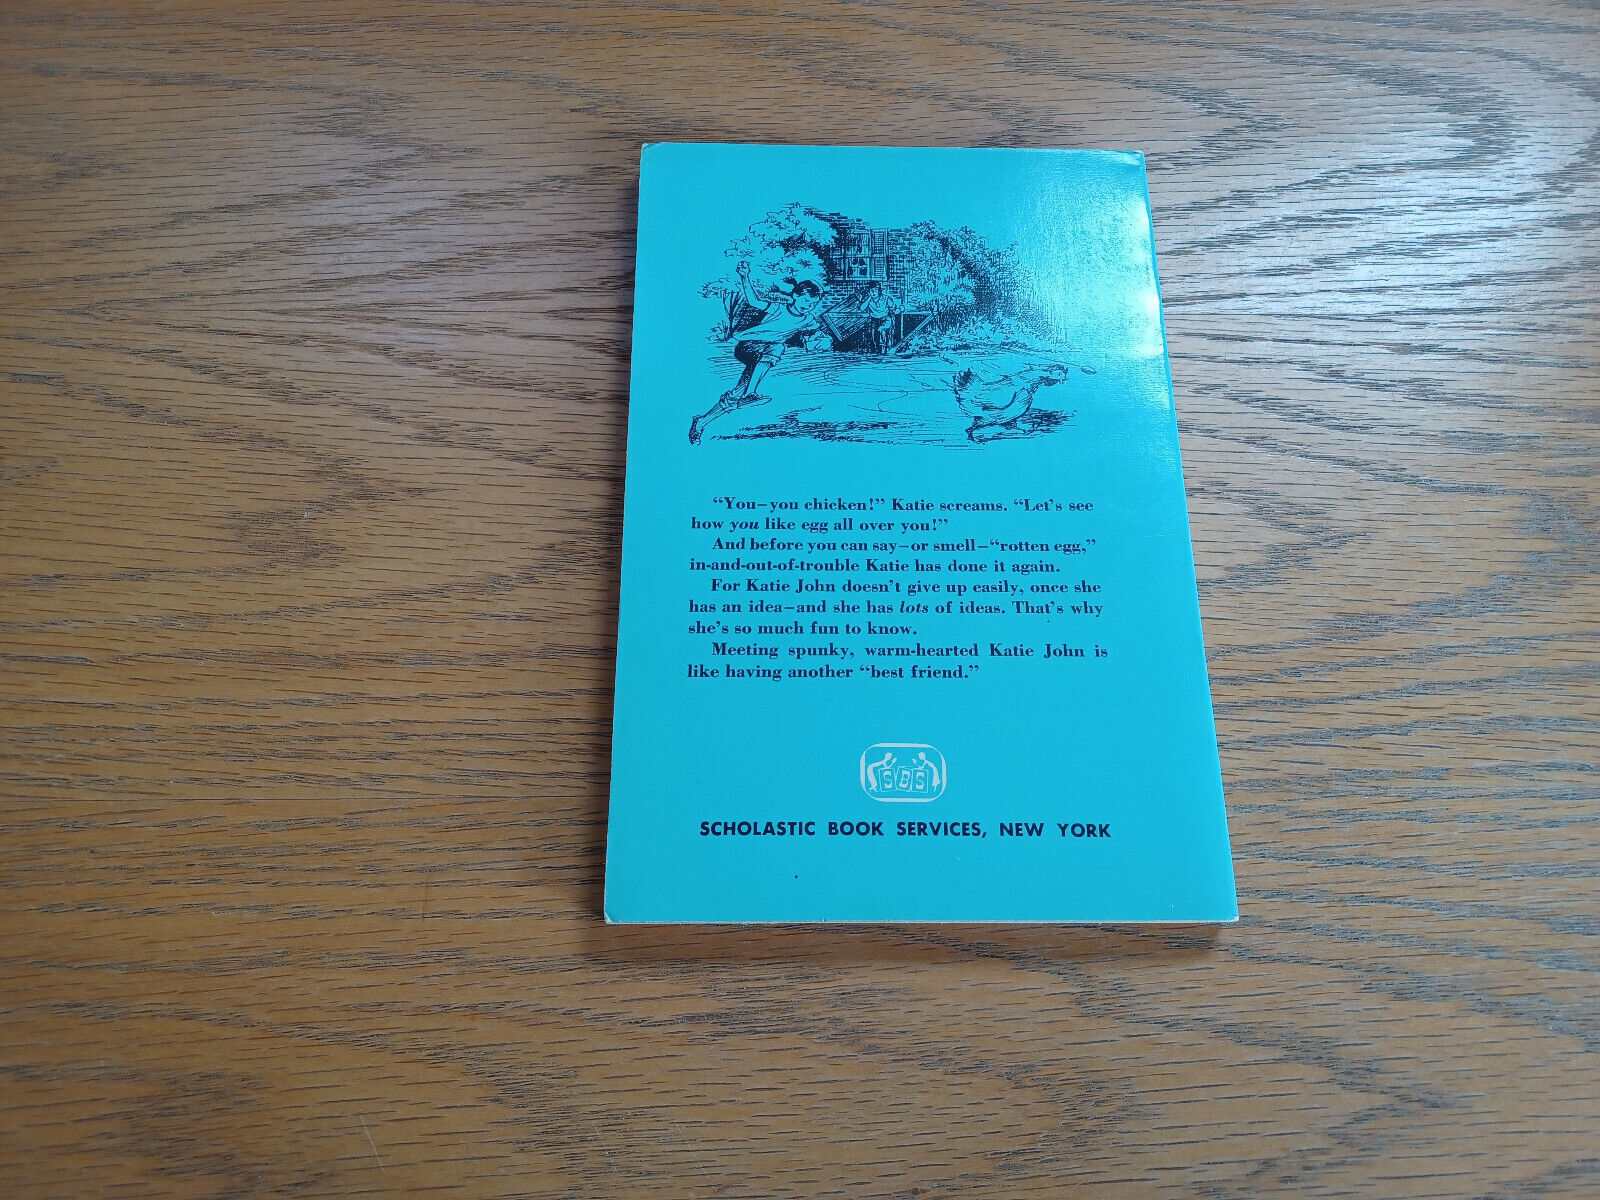 “You—you chicken!” Katie screams. “Let’s see
how you like egg all over you!”
And before you can say—or smell—“rotten egg,”
in-and-out-of-trouble Katie has done it again.
For Katie John doesn’t give up easily, once she
has an idea—and she has lots of ideas. That’s why
she’s so much fun to know.
Meeting spunky, warm-hearted Katie John is
like having another “best friend.”
SBS
SCHOLASTIC BOOK SERVICES, NEW YORK